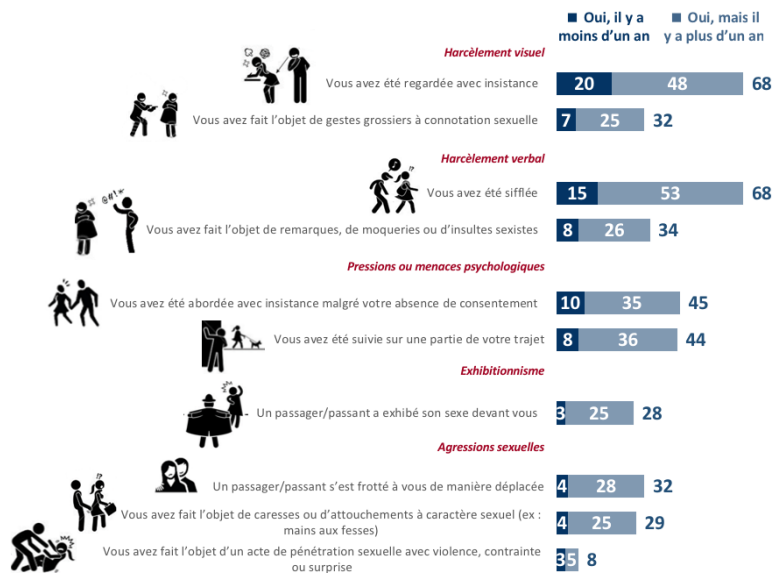 Oui, il y a moins d'un an
Oui, mais il y a plus d'un an
Harcèlement visuel
Vous avez été regardée avec insistance 20 48 68
Vous avez fait l'objet de gestes grossiers à connotation sexuelle 7 25 32
Harcèlement verbal
Vous avez été sifflée 15 53 68
@#!*
Vous avez fait l'objet de remarques, de moqueries ou d'insultes sexistes 8 26 34
Pressions ou menaces psychologiques
Vous avez été abordée avec insistance malgré votre absence de consentement 10 35 45
Vous avez été suivie sur une partie de votre trajet 8 36 44
Exhibitionnisme
Un passager/passant a exhibé son sexe devant vous 3 25 28
Agressions sexuelles
Un passager/passant s'est frotté à vous de manière déplacée 4 28 32
!?
Vous avez fait l'objet de caresses ou d'attouchements à caractère sexuel (ex :
mains aux fesses) 4 25 29
Vous avez fait l'objet d'un acte de pénétration sexuelle avec violence, contrainte
ou surprise 3 5 8